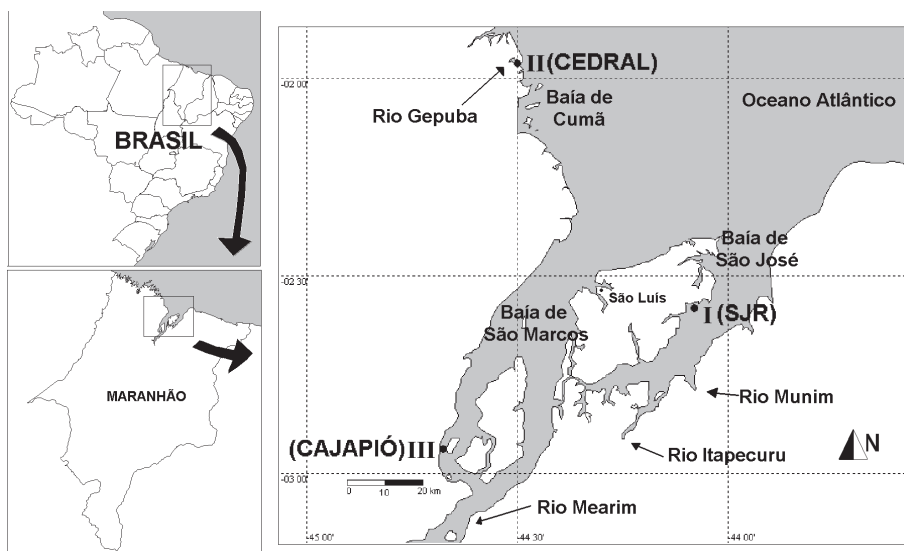 BRASIL
MARANHÃO
-02 00
-02 30
-03 00
II (CEDRAL)
Rio Gepuba
Baía de
Cumã
Oceano Atlântico
Baía de
São José
São Luís
I (SJR)
Baía de
São Marcos
Rio Munim
(CAJAPIÓ) III
Rio Itapecuru
N
0 10 20 km
Rio Mearim
-45 00
-44 30
-44 00